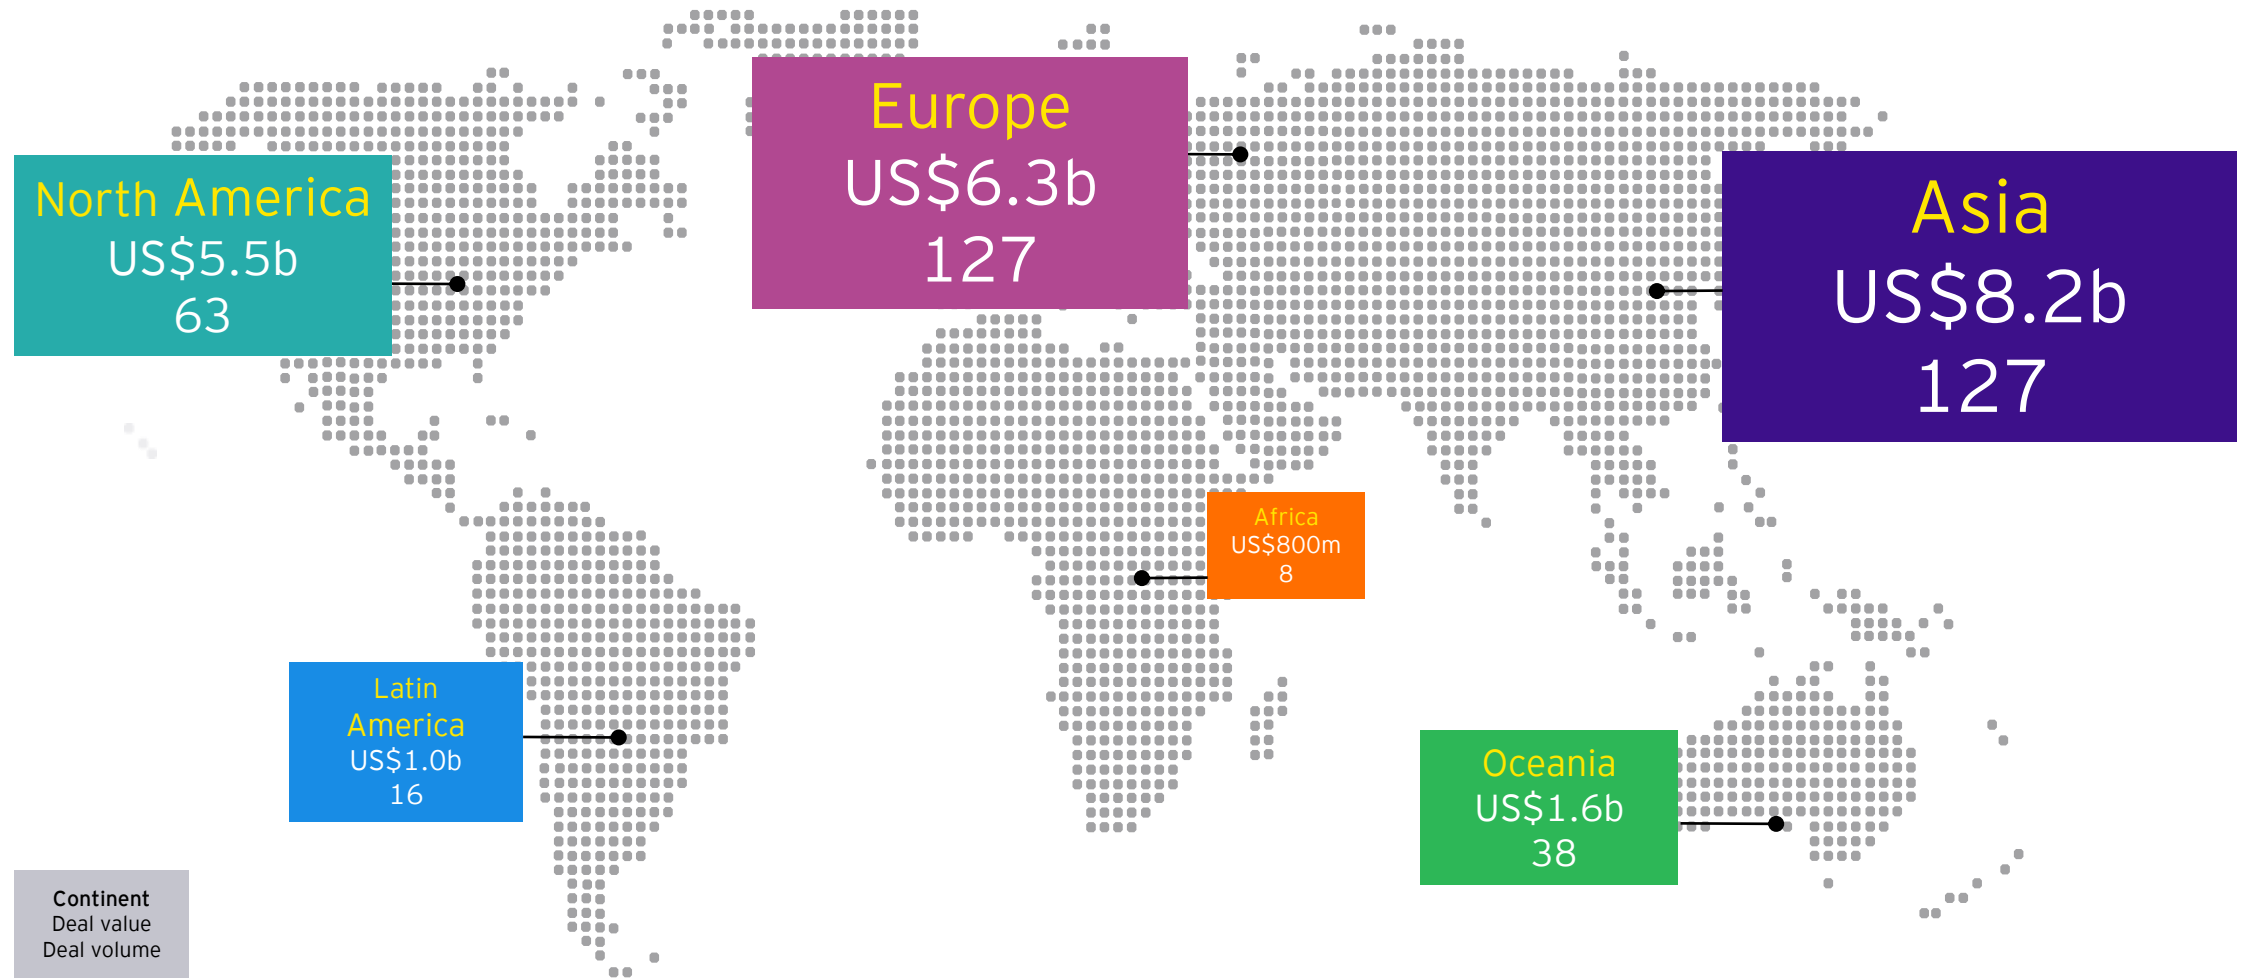 Europe
US$6.3b
127
North America
US$5.5b
63
Asia
US$8.2b
127
Africa
US$800m
8
Latin
America
US$1.0b
16
Oceania
US$1.6b
38
Continent
Deal value
Deal volume